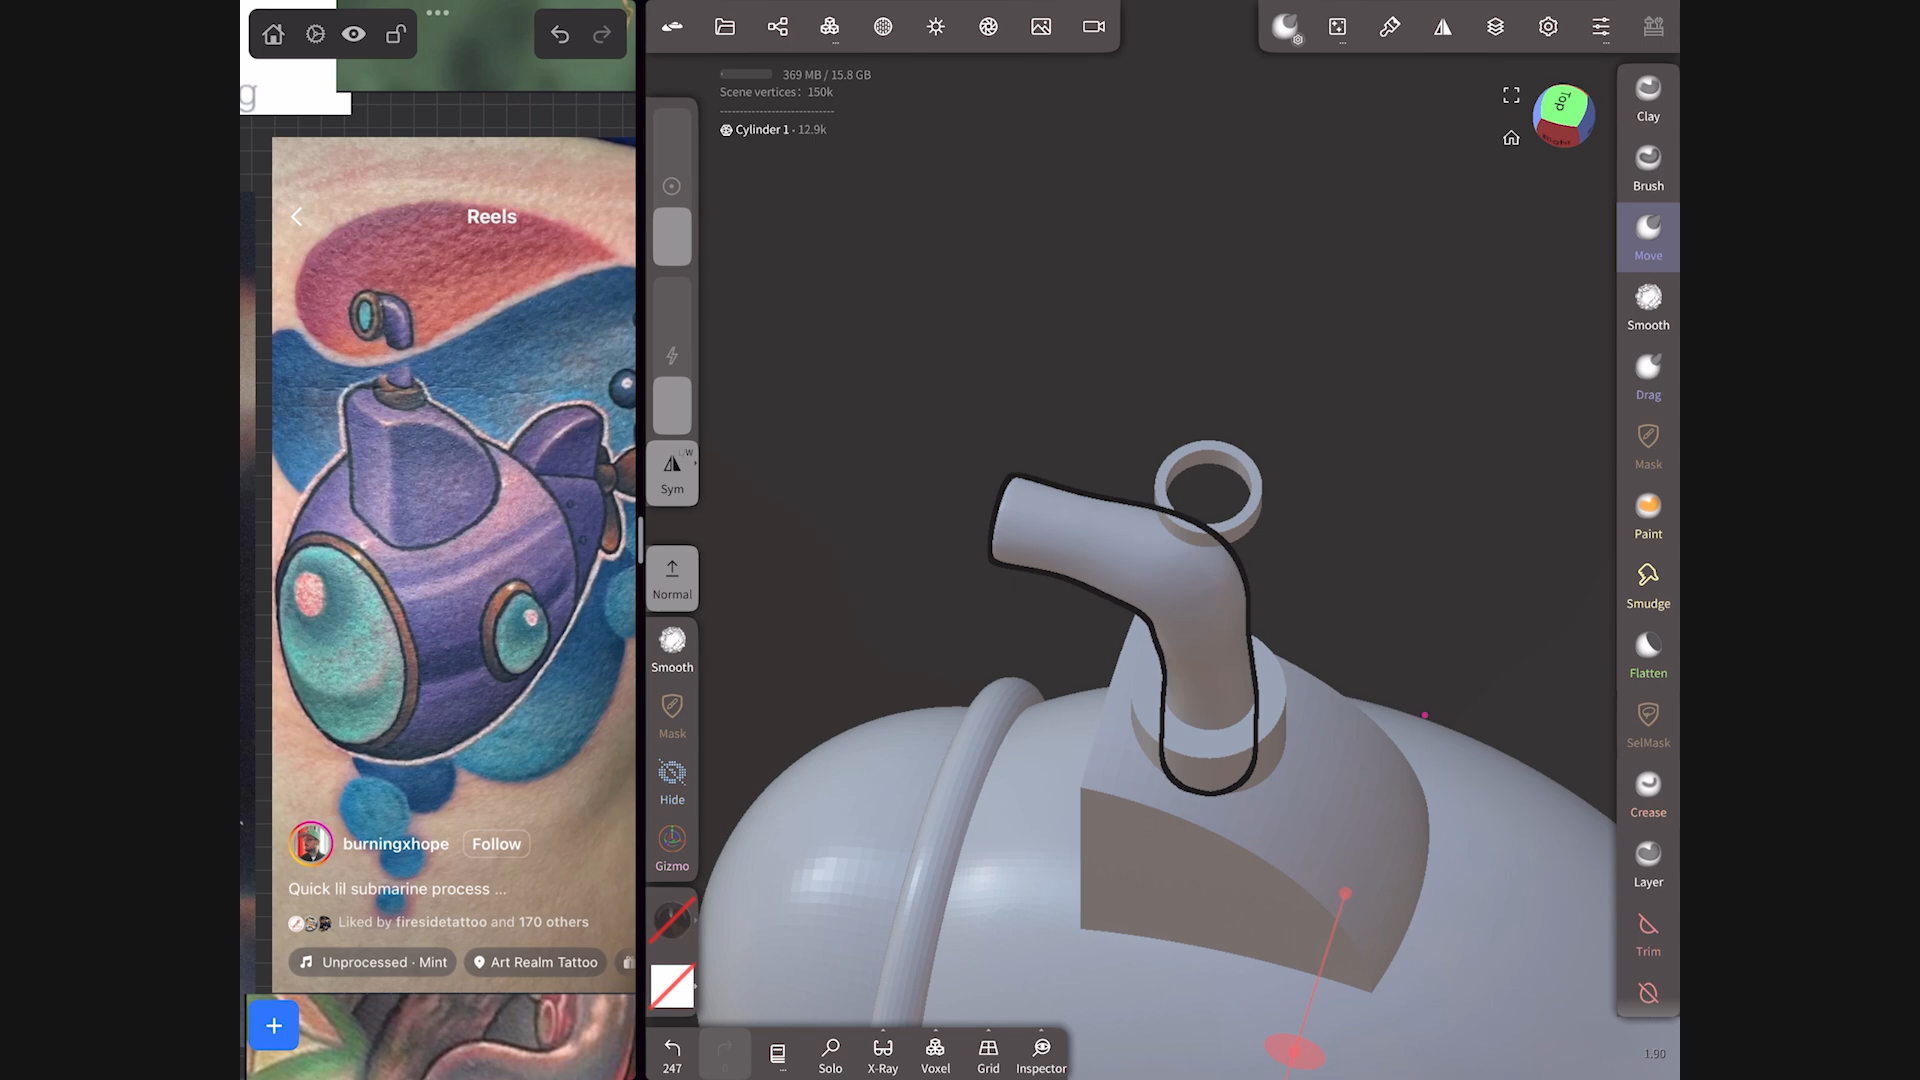 g
Reels
burningxhope
Follow
Quick lil submarine process ...
Liked by firesidetattoo and 170 others
Unprocessed · Mint
Art Realm Tattoo
369 MB / 15.8 GB
Scene vertices: 150k
Cylinder 1 · 12.9k
Top
Sym
Normal
Smooth
Mask
Hide
Gizmo
247
0
Solo
X-Ray
Voxel
Grid
Inspector
Clay
Brush
Move
Smooth
Drag
Mask
Paint
Smudge
Flatten
SelMask
Crease
Layer
Trim
1.90